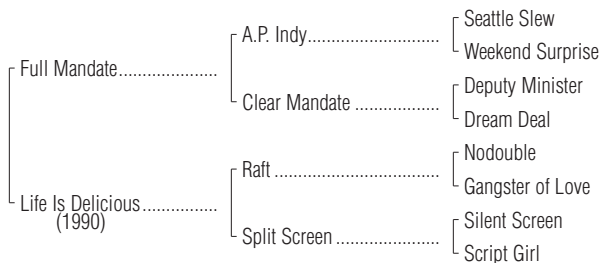 Seattle Slew
A.P. Indy..............................
Weekend Surprise
Full Mandate......................
Deputy Minister
Clear Mandate ...................
Dream Deal
Nodouble
Raft .....................................
Gangster of Love
Life Is Delicious.................
(1990)
Silent Screen
Split Screen .......................
Script Girl